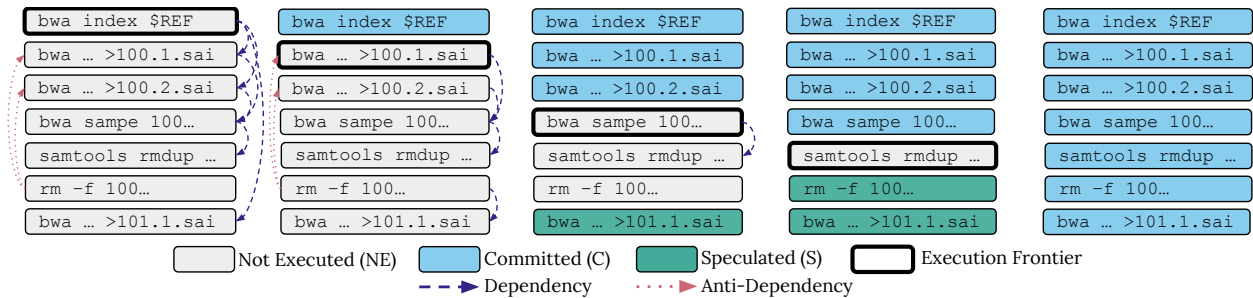 bwa index $REF
bwa … >100.1.sai
bwa … >100.2.sai
bwa sampe 100…
samtools rmdup …
rm -f 100…
bwa … >101.1.sai
bwa index $REF
bwa … >100.1.sai
bwa … >100.2.sai
bwa sampe 100…
samtools rmdup …
rm -f 100…
bwa … >101.1.sai
bwa index $REF
bwa … >100.1.sai
bwa … >100.2.sai
bwa sampe 100…
samtools rmdup …
rm -f 100…
bwa … >101.1.sai
bwa index $REF
bwa … >100.1.sai
bwa … >100.2.sai
bwa sampe 100…
samtools rmdup …
rm -f 100…
bwa … >101.1.sai
bwa index $REF
bwa … >100.1.sai
bwa … >100.2.sai
bwa sampe 100…
samtools rmdup …
rm -f 100…
bwa … >101.1.sai
Not Executed (NE) Committed (C) Speculated (S) Execution Frontier
Dependency Anti-Dependency